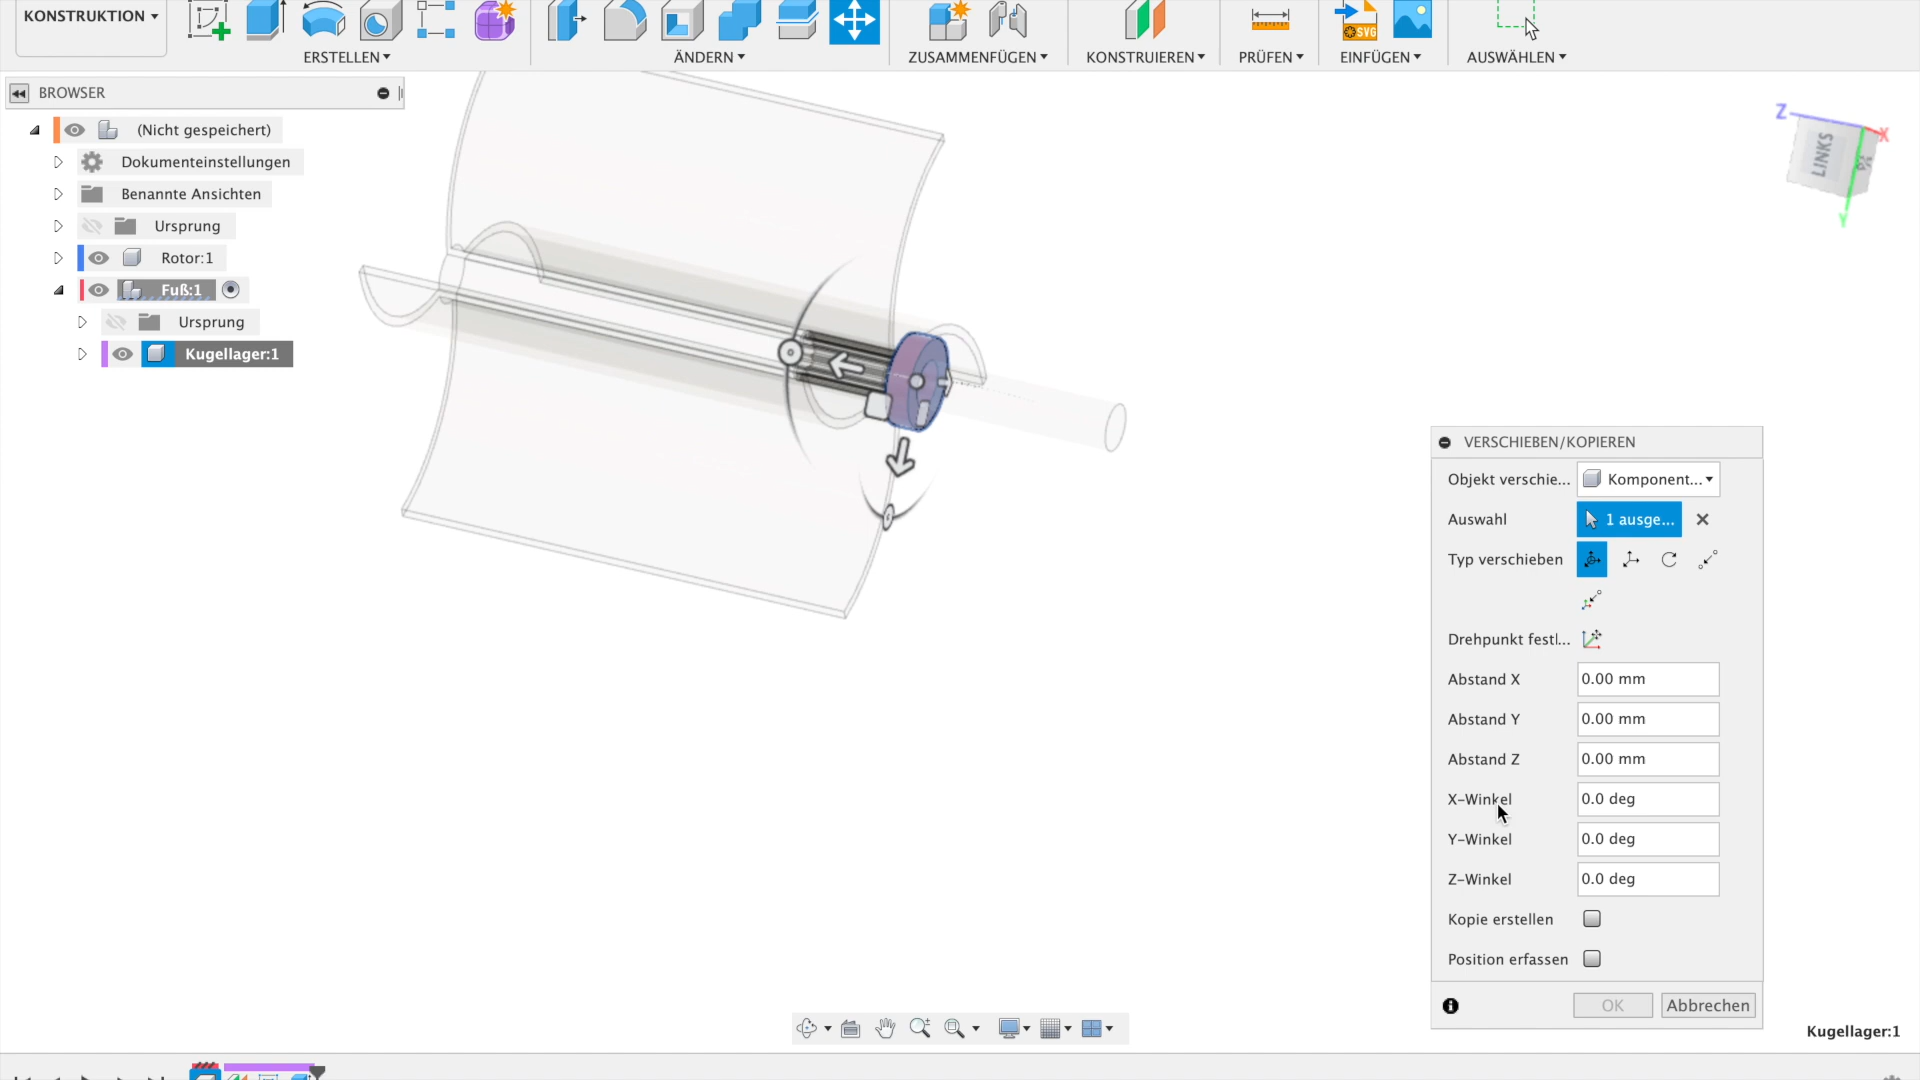 KONSTRUKTION
ERSTELLEN
ÄNDERN
ZUSAMMENFÜGEN
KONSTRUIEREN
PRÜFEN
EINFÜGEN
AUSWÄHLEN
SVG
BROWSER
(Nicht gespeichert)
Dokumenteinstellungen
Benannte Ansichten
Ursprung
Rotor:1
Fuß:1
Ursprung
Kugellager:1
Z
X
LINKS
Y
VERSCHIEBEN/KOPIEREN
Objekt verschie... Komponent...
Auswahl 1 ausge...
Typ verschieben
Drehpunkt festl...
Abstand X 0.00 mm
Abstand Y 0.00 mm
Abstand Z 0.00 mm
X-Winkel 0.0 deg
Y-Winkel 0.0 deg
Z-Winkel 0.0 deg
Kopie erstellen
Position erfassen
OK Abbrechen
Kugellager:1